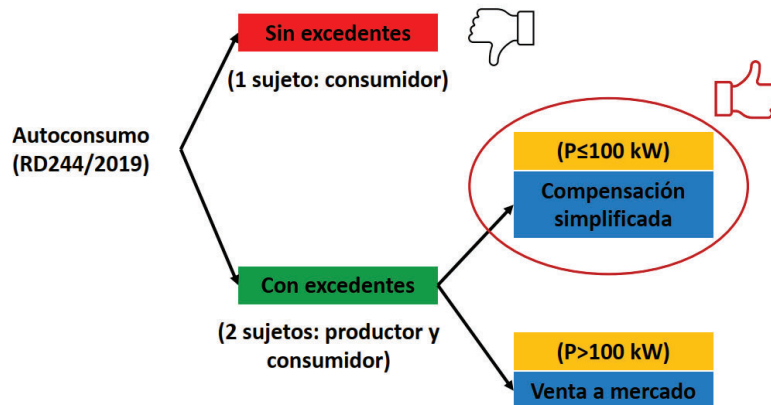 Sin excedentes
(1 sujeto: consumidor)
Autoconsumo
(RD244/2019)
(P≤100 kW)
Compensación
simplificada
Con excedentes
(2 sujetos: productor y
consumidor)
(P>100 kW)
Venta a mercado